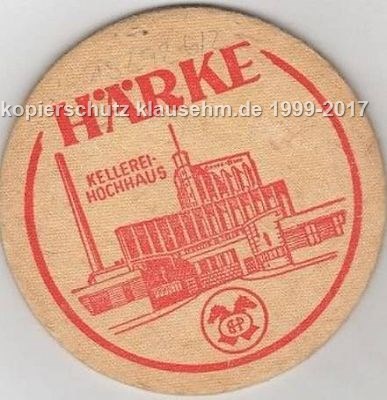 HÄRKE
kopierschutz klausehm.de 1999-2017
KELLEREI-
HOCHHAUS